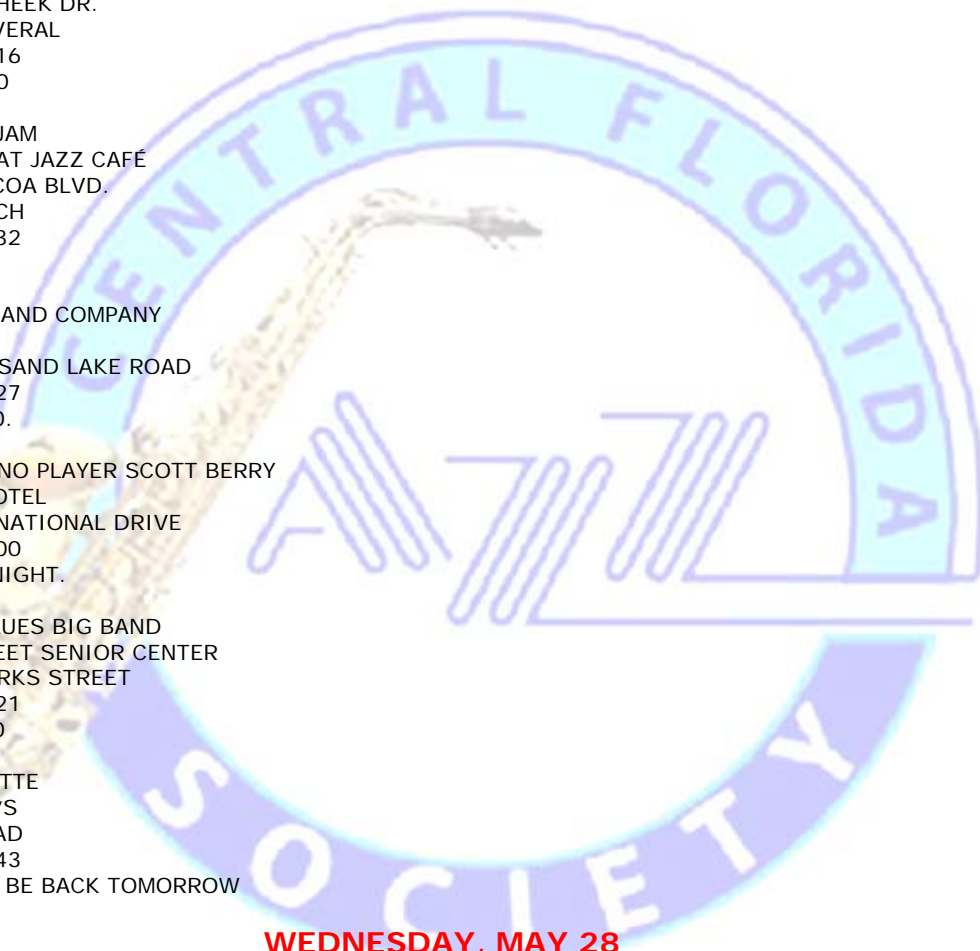 HEEK DR.
VERAL
16
0
JAM
AT JAZZ CAFÉ
COA BLVD.
CH
32
AND COMPANY
SAND LAKE ROAD
27
0.
NO PLAYER SCOTT BERRY
OTEL
NATIONAL DRIVE
00
NIGHT.
UES BIG BAND
EET SENIOR CENTER
RKS STREET
21
0
TTE
'S
AD
43
BE BACK TOMORROW
CENTRAL FLORIDA
AZZ
SOCIETY
WEDNESDAY, MAY 28